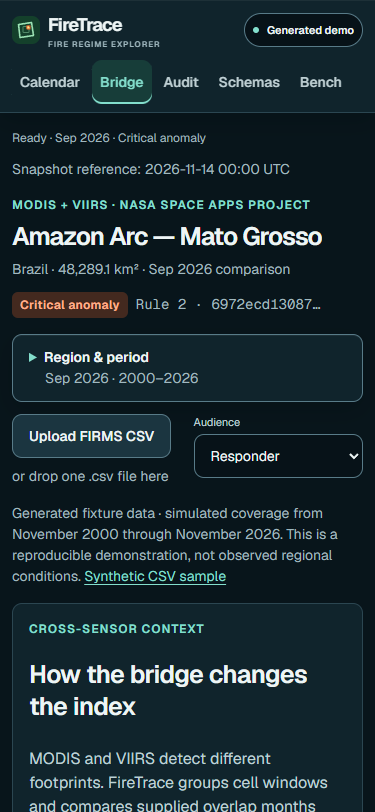 FireTrace
FIRE REGIME EXPLORER
Generated demo
Calendar Bridge Audit Schemas Bench
Ready · Sep 2026 · Critical anomaly
Snapshot reference: 2026-11-14 00:00 UTC
MODIS + VIIRS · NASA SPACE APPS PROJECT
Amazon Arc — Mato Grosso
Brazil · 48,289.1 km² · Sep 2026 comparison
Critical anomaly Rule 2 · 6972ecd13087…
Region & period
Sep 2026 · 2000–2026
Upload FIRMS CSV
or drop one .csv file here
Audience
Responder
Generated fixture data · simulated coverage from
November 2000 through November 2026. This is a
reproducible demonstration, not observed regional
conditions. Synthetic CSV sample
CROSS-SENSOR CONTEXT
How the bridge changes
the index
MODIS and VIIRS detect different
footprints. FireTrace groups cell windows
and compares supplied overlap months